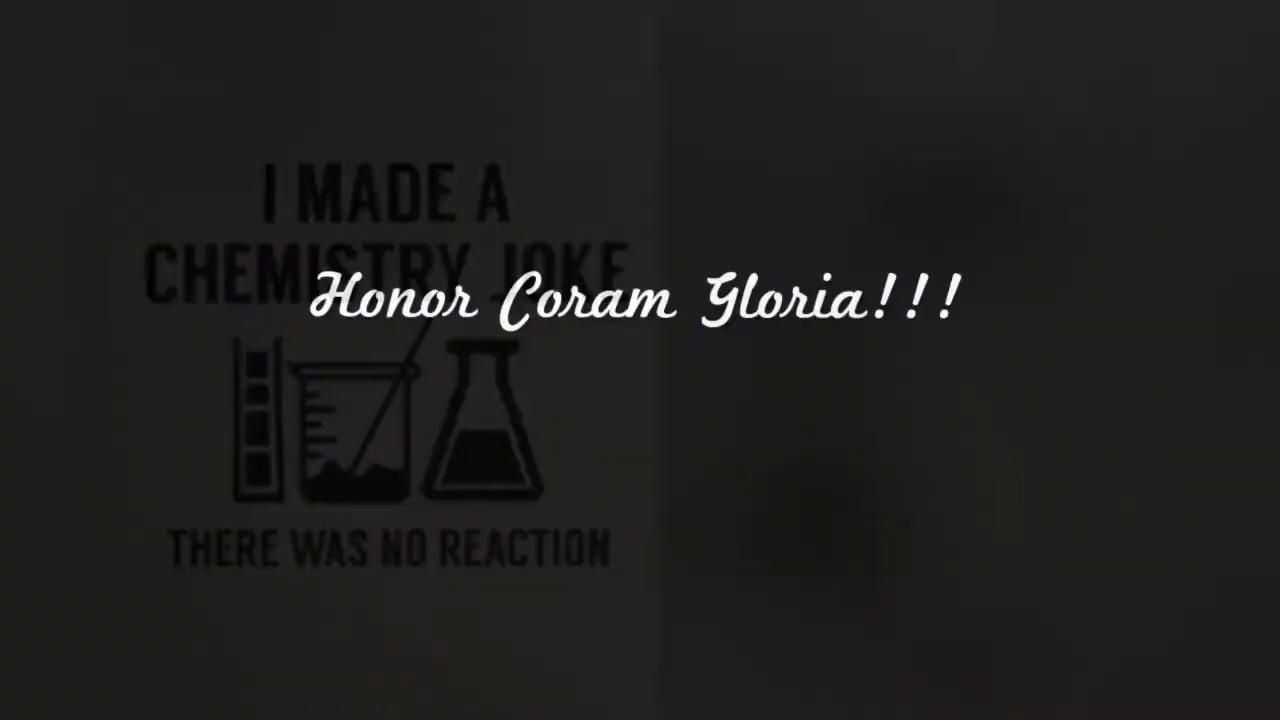 I MADE A
CHEMISTRY JOKE
Honor Coram Gloria!!!
THERE WAS NO REACTION